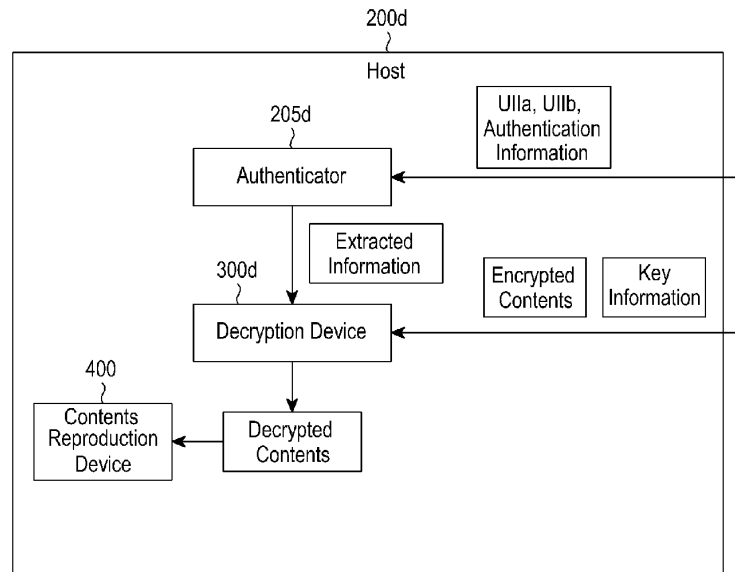 200d
Host
UIIa, UIIb,
Authentication
Information
205d
Authenticator
Extracted
Information
300d
Encrypted
Contents
Key
Information
Decryption Device
400
Contents
Reproduction
Device
Decrypted
Contents